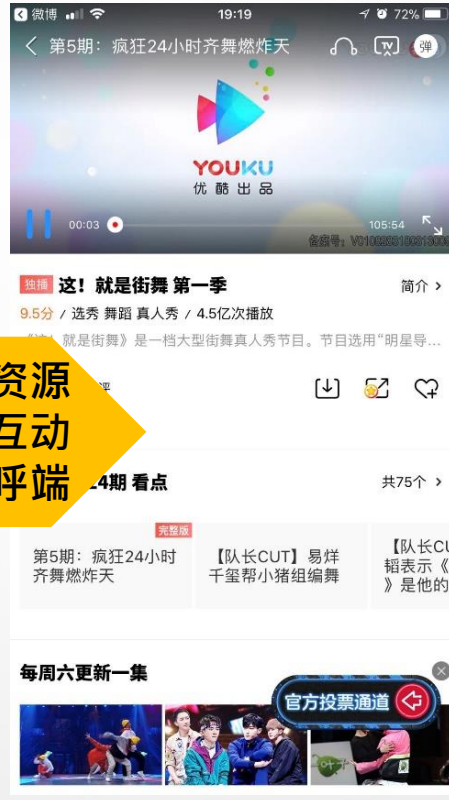 微博
19:19
72%
第5期：疯狂24小时齐舞燃炸天
TV
弹
YOUKU
优酷出品
00:03
105:54
备案号：
独播 这！就是街舞 第一季
简介 >
9.5分 / 选秀 舞蹈 真人秀 / 4.5亿次播放
就是街舞》是一档大型街舞真人秀节目。节目选用“明星导...
资源
互动
呼端
评
4期 看点
共75个 >
完整版
第5期：疯狂24小时
齐舞燃炸天
【队长CUT】易烊
千玺帮小猪组编舞
【队长CU
韬表示《
》是他的
每周六更新一集
官方投票通道